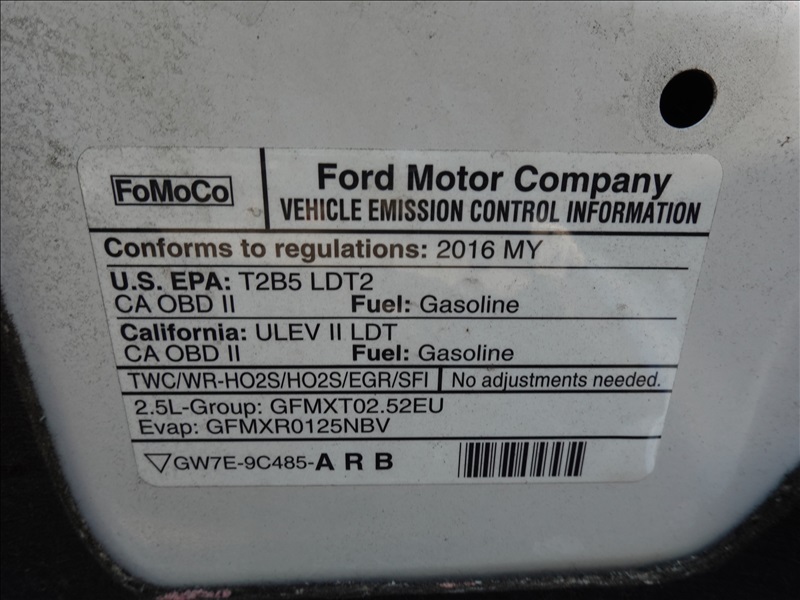 FoMoCo
Ford Motor Company
VEHICLE EMISSION CONTROL INFORMATION
Conforms to regulations: 2016 MY
U.S. EPA: T2B5 LDT2
CA OBD II Fuel: Gasoline
California: ULEV II LDT
CA OBD II Fuel: Gasoline
TWC/WR-HO2S/HO2S/EGR/SFI No adjustments needed.
2.5L-Group: GFMXT02.52EU
Evap: GFMXR0125NBV
GW7E-9C485-A R B